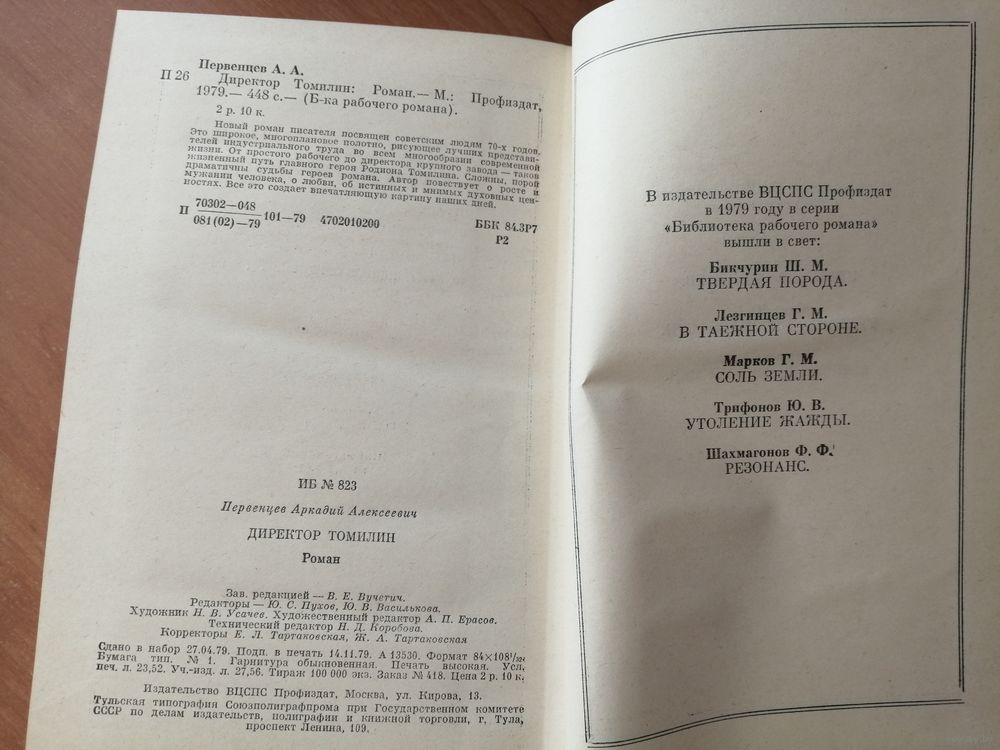 Первенцев А. А.
П 26
Директор Томилин: Роман.— М.: Профиздат,
1979.— 448 с.— (Б-ка рабочего романа).
2 р. 10 к.
Новый роман писателя посвящен советским людям 70-х годов.
Это широкое, многоплановое полотно, рисующее лучших представи-
телей индустриального труда во всем многообразии современной
жизни. От простого рабочего до директора крупного завода — таков
жизненный путь главного героя Родиона Томилина. Сложны, порой
драматичны судьбы героев романа. Автор повествует о росте и
мужании человека, о любви, об истинных и мнимых духовных цен-
ностях. Все это создает впечатляющую картину наших дней.
П 70302—048
081(02)—79 101—79 4702010200
ББК 84.3Р7
Р2
ИБ № 823
Первенцев Аркадий Алексеевич
ДИРЕКТОР ТОМИЛИН
Роман
Зав. редакцией — В. Е. Вучетич.
Редакторы — Ю. С. Пухов, Ю. В. Василькова.
Художник Н. В. Усачев. Художественный редактор А. П. Ерасов.
Технический редактор Н. Д. Коробова.
Корректоры Е. Л. Тартаковская, Ж. А. Тартаковская
Сдано в набор 27.04.79. Подп. в печать 14.11.79. А 13530. Формат 84×108¹/₃₂.
Бумага тип. № 1. Гарнитура обыкновенная. Печать высокая. Усл.
печ. л. 23,52. Уч.-изд. л. 27,56. Тираж 100 000 экз. Заказ № 418. Цена 2 р. 10 к.
Издательство ВЦСПС Профиздат, Москва, ул. Кирова, 13.
Тульская типография Союзполиграфпрома при Государственном комитете
СССР по делам издательств, полиграфии и книжной торговли, г. Тула,
проспект Ленина, 109.
В издательстве ВЦСПС Профиздат
в 1979 году в серии
«Библиотека рабочего романа»
вышли в свет:
Бикчурин Ш. М.
ТВЕРДАЯ ПОРОДА.
Лезгинцев Г. М.
В ТАЕЖНОЙ СТОРОНЕ.
Марков Г. М.
СОЛЬ ЗЕМЛИ.
Трифонов Ю. В.
УТОЛЕНИЕ ЖАЖДЫ.
Шахмагонов Ф. Ф.
РЕЗОНАНС.